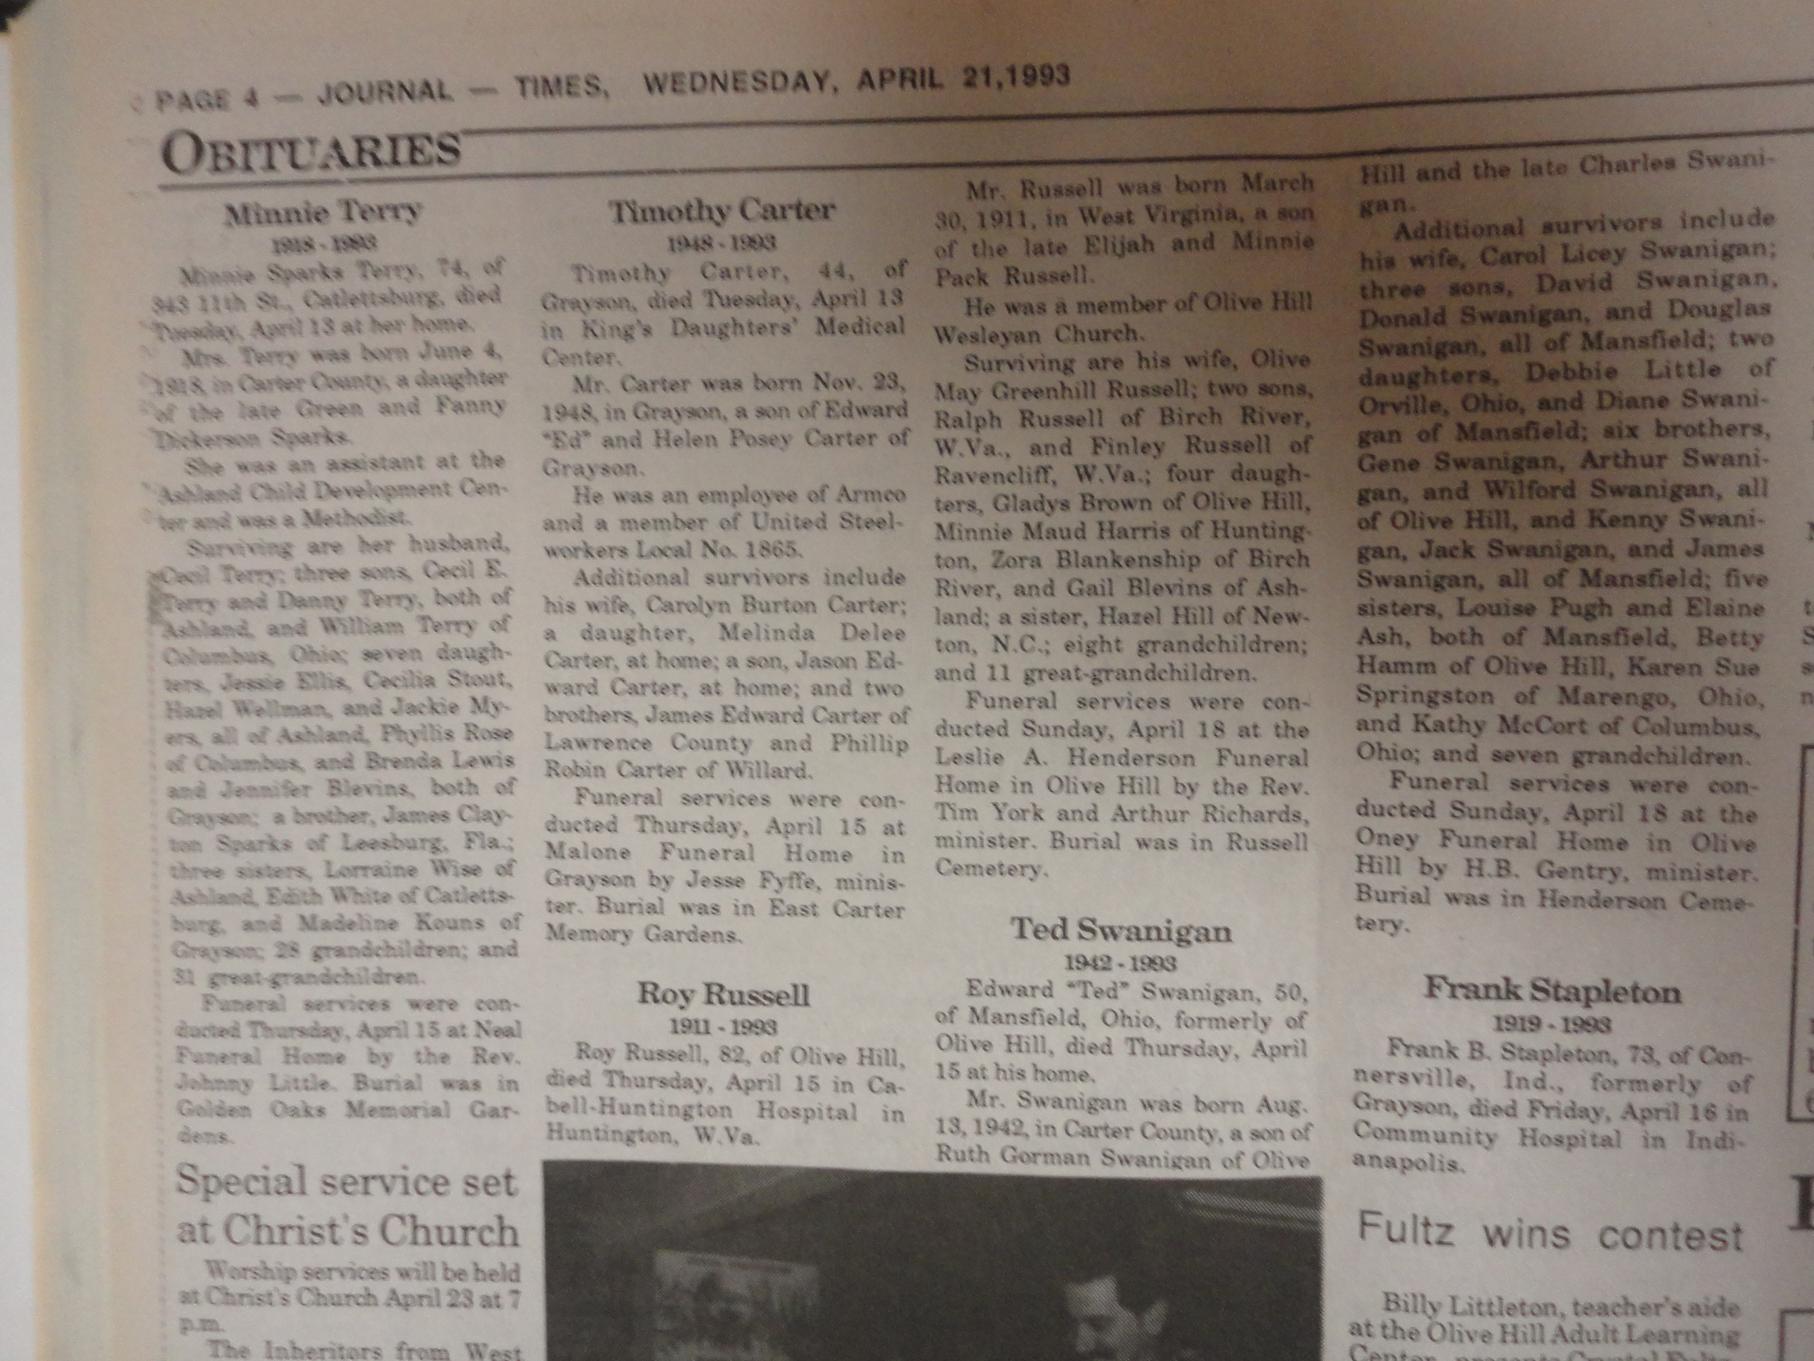 PAGE 4 — JOURNAL — TIMES, WEDNESDAY, APRIL 21,1993
OBITUARIES
Minnie Terry
1918 - 1993
Minnie Sparks Terry, 74, of
343 11th St., Catlettsburg, died
Tuesday, April 13 at her home.
Mrs. Terry was born June 4,
1918, in Carter County, a daughter
of the late Green and Fanny
Dickerson Sparks.
She was an assistant at the
Ashland Child Development Cen-
ter and was a Methodist.
Surviving are her husband,
Cecil Terry; three sons, Cecil E.
Terry and Danny Terry, both of
Ashland, and William Terry of
Columbus, Ohio; seven daugh-
ters, Jessie Ellis, Cecilia Stout,
Hazel Wellman, and Jackie My-
ers, all of Ashland, Phyllis Rose
of Columbus, and Brenda Lewis
and Jennifer Blevins, both of
Grayson; a brother, James Clay-
ton Sparks of Leesburg, Fla.;
three sisters, Lorraine Wise of
Ashland, Edith White of Catletts-
burg, and Madeline Kouns of
Grayson; 28 grandchildren; and
31 great-grandchildren.
Funeral services were con-
ducted Thursday, April 15 at Neal
Funeral Home by the Rev.
Johnny Little. Burial was in
Golden Oaks Memorial Gar-
dens.
Special service set
at Christ's Church
Worship services will be held
at Christ's Church April 23 at 7
p.m.
The Inheritors from West
Timothy Carter
1948 - 1993
Timothy Carter, 44, of
Grayson, died Tuesday, April 13
in King's Daughters' Medical
Center.
Mr. Carter was born Nov. 23,
1948, in Grayson, a son of Edward
"Ed" and Helen Posey Carter of
Grayson.
He was an employee of Armco
and a member of United Steel-
workers Local No. 1865.
Additional survivors include
his wife, Carolyn Burton Carter;
a daughter, Melinda Delee
Carter, at home; a son, Jason Ed-
ward Carter, at home; and two
brothers, James Edward Carter of
Lawrence County and Phillip
Robin Carter of Willard.
Funeral services were con-
ducted Thursday, April 15 at
Malone Funeral Home in
Grayson by Jesse Fyffe, minis-
ter. Burial was in East Carter
Memory Gardens.
Roy Russell
1911 - 1993
Roy Russell, 82, of Olive Hill,
died Thursday, April 15 in Ca-
bell-Huntington Hospital in
Huntington, W.Va.
Mr. Russell was born March
30, 1911, in West Virginia, a son
of the late Elijah and Minnie
Pack Russell.
He was a member of Olive Hill
Wesleyan Church.
Surviving are his wife, Olive
May Greenhill Russell; two sons,
Ralph Russell of Birch River,
W.Va., and Finley Russell of
Ravencliff, W.Va.; four daugh-
ters, Gladys Brown of Olive Hill,
Minnie Maud Harris of Hunting-
ton, Zora Blankenship of Birch
River, and Gail Blevins of Ash-
land; a sister, Hazel Hill of New-
ton, N.C.; eight grandchildren;
and 11 great-grandchildren.
Funeral services were con-
ducted Sunday, April 18 at the
Leslie A. Henderson Funeral
Home in Olive Hill by the Rev.
Tim York and Arthur Richards,
minister. Burial was in Russell
Cemetery.
Ted Swanigan
1942 - 1993
Edward "Ted" Swanigan, 50,
of Mansfield, Ohio, formerly of
Olive Hill, died Thursday, April
15 at his home.
Mr. Swanigan was born Aug.
13, 1942, in Carter County, a son of
Ruth Gorman Swanigan of Olive
Hill and the late Charles Swani-
gan.
Additional survivors include
his wife, Carol Licey Swanigan;
three sons, David Swanigan,
Donald Swanigan, and Douglas
Swanigan, all of Mansfield; two
daughters, Debbie Little of
Orville, Ohio, and Diane Swani-
gan of Mansfield; six brothers,
Gene Swanigan, Arthur Swani-
gan, and Wilford Swanigan, all
of Olive Hill, and Kenny Swani-
gan, Jack Swanigan, and James
Swanigan, all of Mansfield; five
sisters, Louise Pugh and Elaine
Ash, both of Mansfield, Betty
Hamm of Olive Hill, Karen Sue
Springston of Marengo, Ohio,
and Kathy McCort of Columbus,
Ohio; and seven grandchildren.
Funeral services were con-
ducted Sunday, April 18 at the
Oney Funeral Home in Olive
Hill by H.B. Gentry, minister.
Burial was in Henderson Ceme-
tery.
Frank Stapleton
1919 - 1993
Frank B. Stapleton, 73, of Con-
nersville, Ind., formerly of
Grayson, died Friday, April 16 in
Community Hospital in Indi-
anapolis.
Fultz wins contest
Billy Littleton, teacher's aide
at the Olive Hill Adult Learning